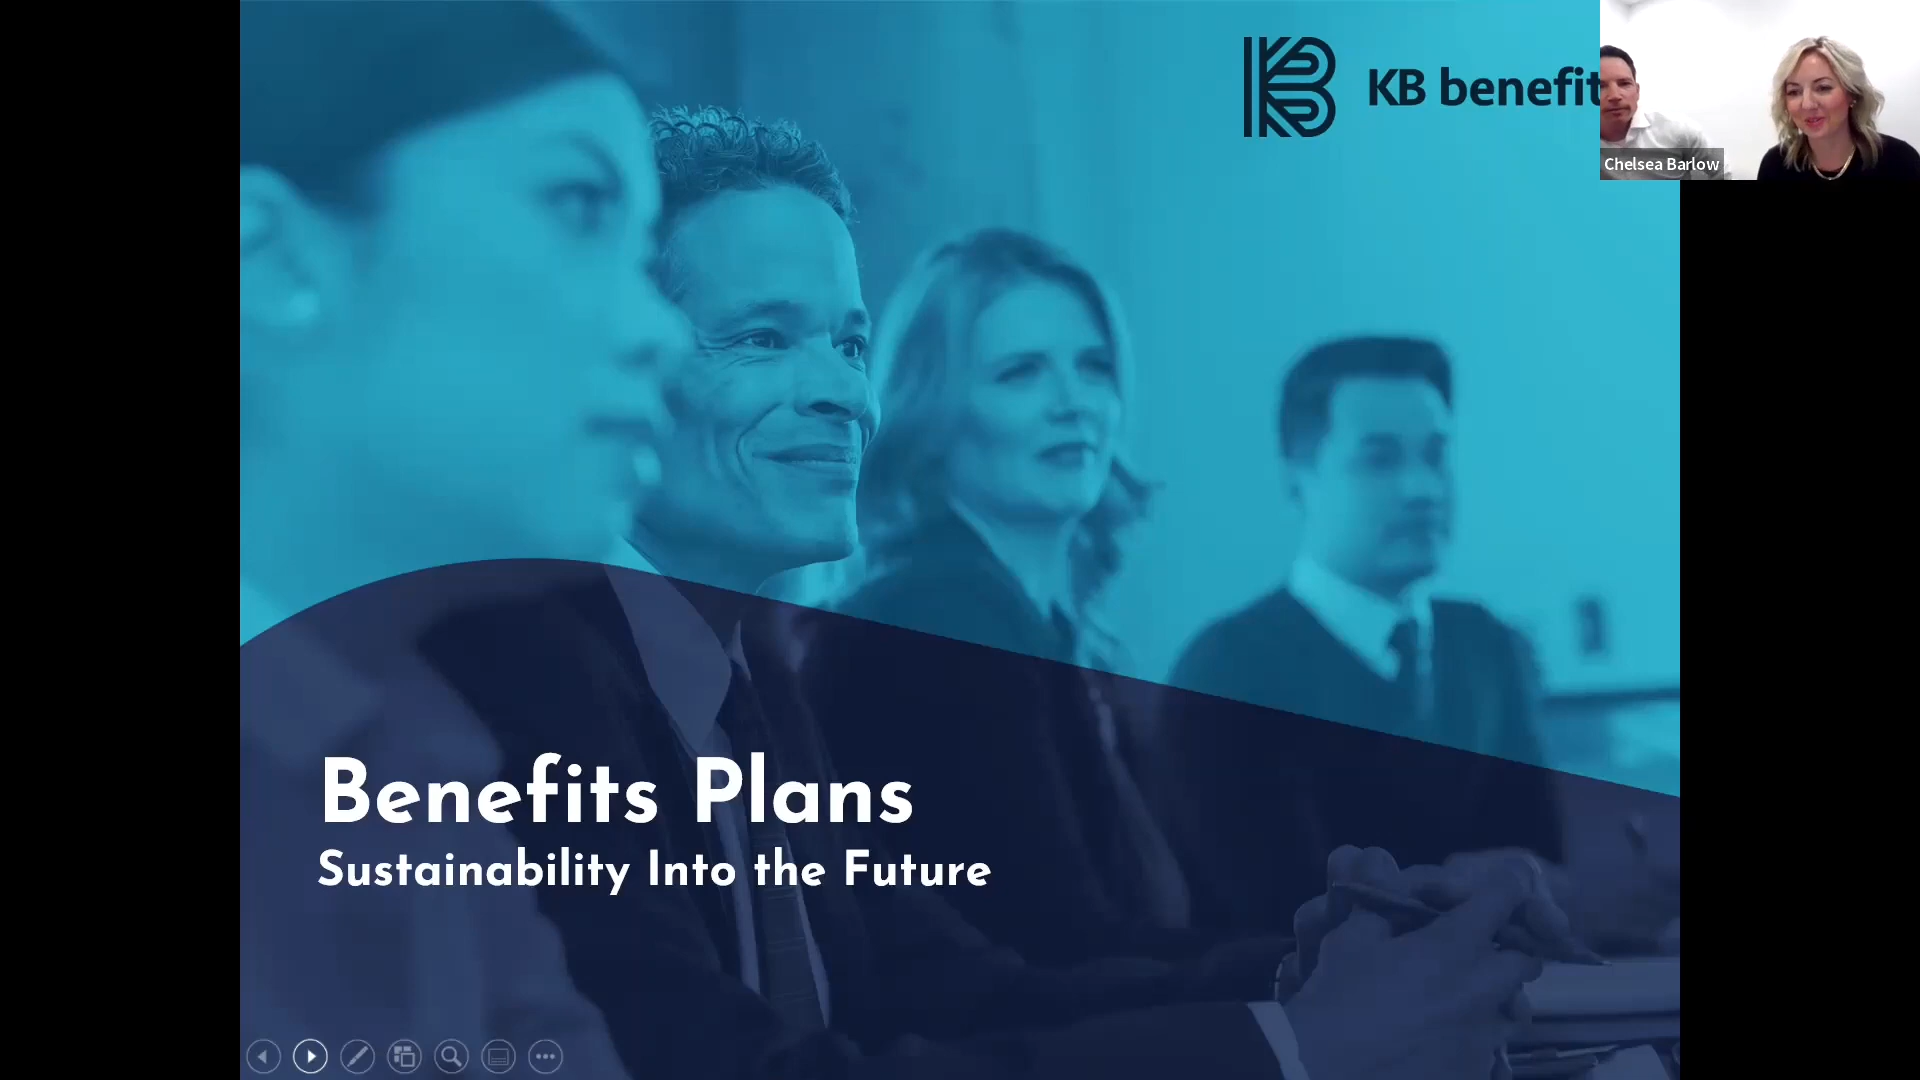 KB benefit
Chelsea Barlow
Benefits Plans
Sustainability Into the Future